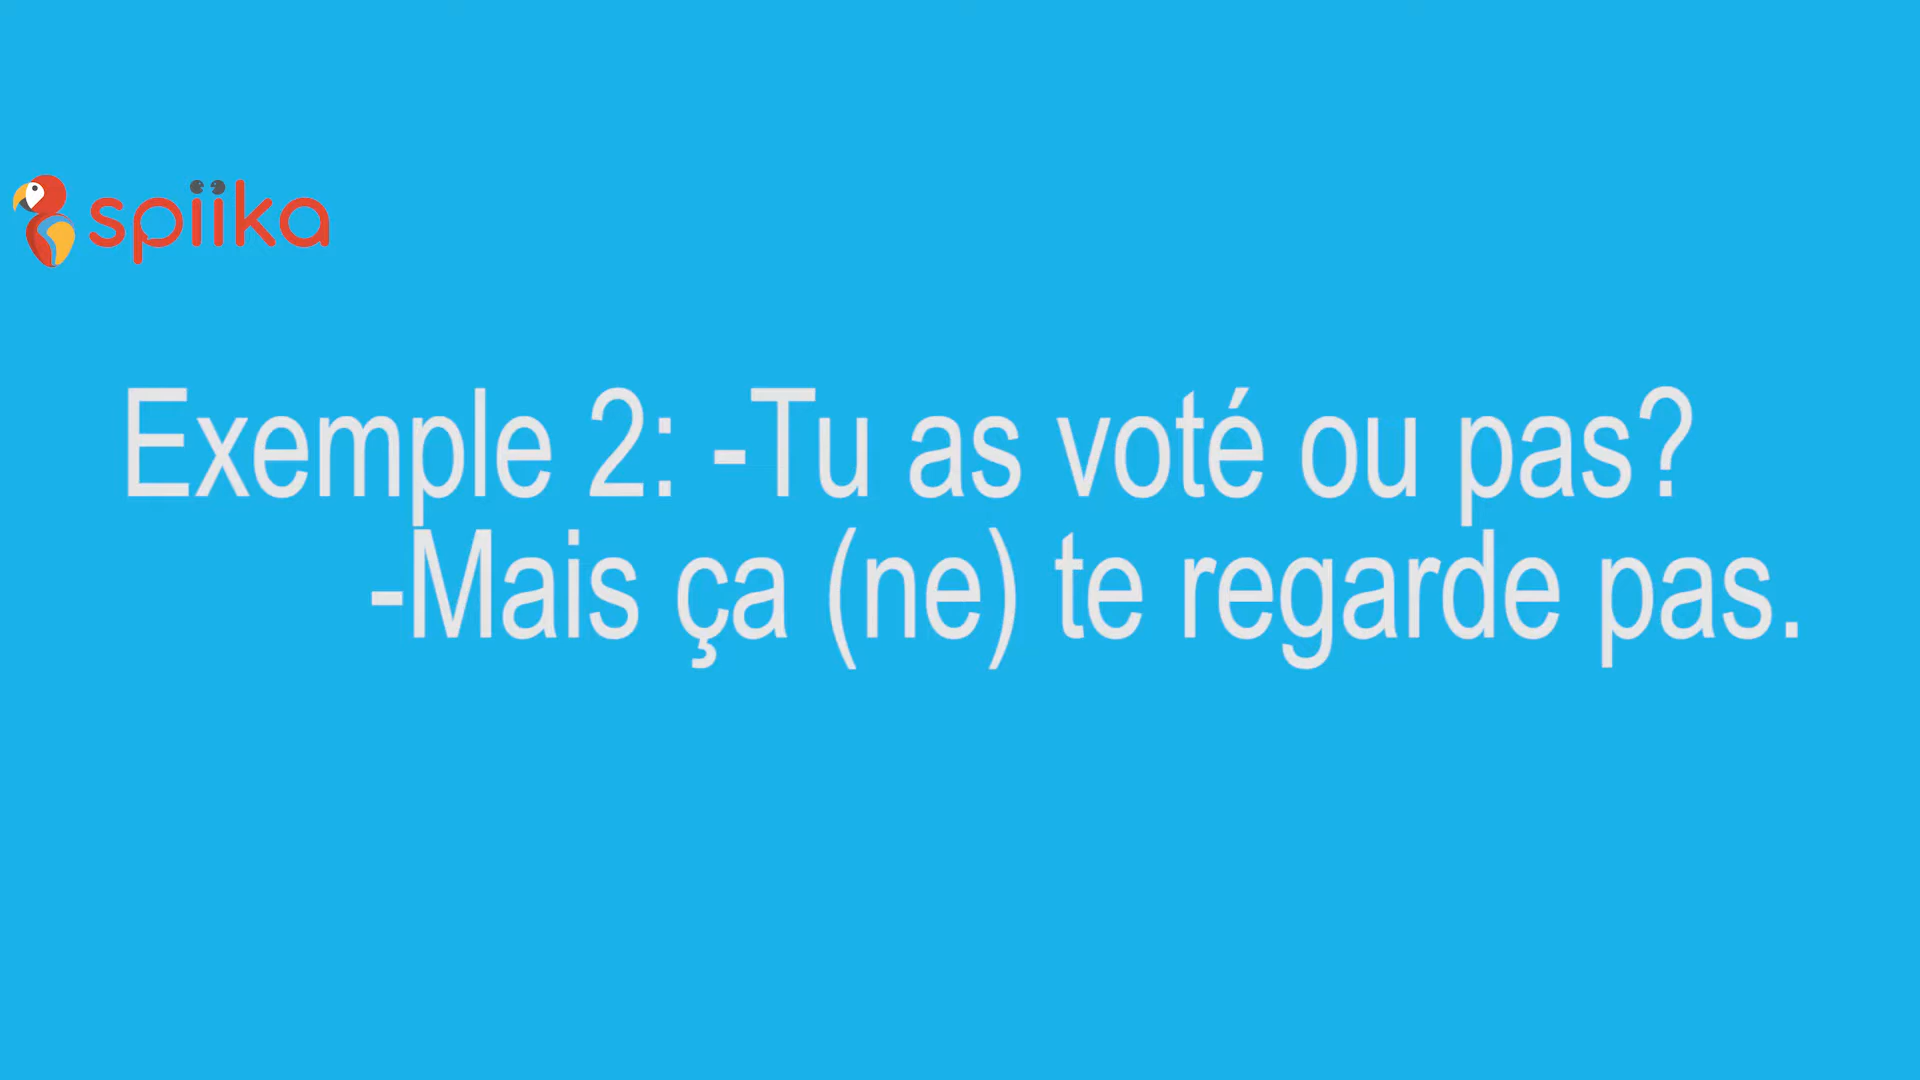 spiika
Exemple 2: -Tu as voté ou pas?
-Mais ça (ne) te regarde pas.